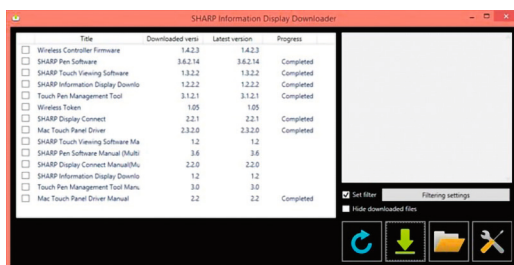 SHARP Information Display Downloader
Title Downloaded versi Latest version Progress
Wireless Controller Firmware 1.4.2.3 1.4.2.3
SHARP Pen Software 3.6.2.14 3.6.2.14 Completed
SHARP Touch Viewing Software 1.3.2.2 1.3.2.2 Completed
SHARP Information Display Downlo 1.2.2.2 1.2.2.2 Completed
Touch Pen Management Tool 3.1.2.1 3.1.2.1 Completed
Wireless Token 1.05 1.05
SHARP Display Connect 2.2.1 2.2.1 Completed
Mac Touch Panel Driver 2.3.2.0 2.3.2.0 Completed
SHARP Touch Viewing Software Ma 1.2 1.2
SHARP Pen Software Manual (Multi 3.6 3.6
SHARP Display Connect Manual(Mu 2.2.0 2.2.0
SHARP Information Display Downlo 1.2 1.2
Touch Pen Management Tool Manu 3.0 3.0
Mac Touch Panel Driver Manual 2.2 2.2 Completed
Set filter Filtering settings
Hide downloaded files